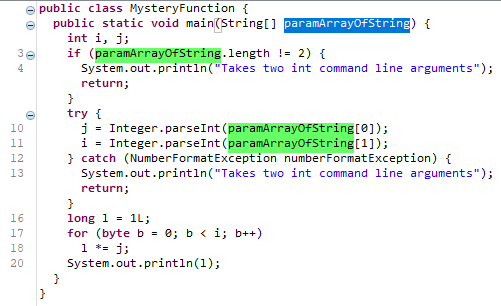 public class MysteryFunction {
public static void main(String[] paramArrayOfString) {
int i, j;
3 if (paramArrayOfString.length != 2) {
4 System.out.println("Takes two int command line arguments");
return;
}
try {
10 j = Integer.parseInt(paramArrayOfString[0]);
11 i = Integer.parseInt(paramArrayOfString[1]);
12 } catch (NumberFormatException numberFormatException) {
13 System.out.println("Takes two int command line arguments");
return;
}
16 long l = 1L;
17 for (byte b = 0; b < i; b++)
18 l *= j;
20 System.out.println(l);
}
}